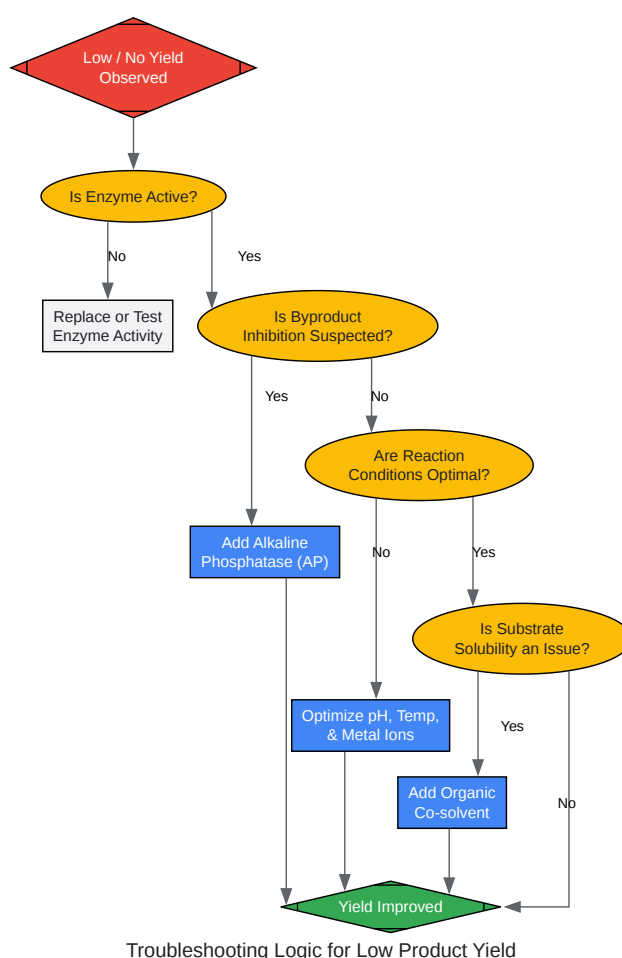 Low / No Yield
Observed
Is Enzyme Active?
No
Yes
Replace or Test
Enzyme Activity
Is Byproduct
Inhibition Suspected?
Yes
No
Are Reaction
Conditions Optimal?
Add Alkaline
Phosphatase (AP)
No
Yes
Is Substrate
Solubility an Issue?
Optimize pH, Temp,
& Metal Ions
Yes
Add Organic
Co-solvent
No
Yield Improved
Troubleshooting Logic for Low Product Yield